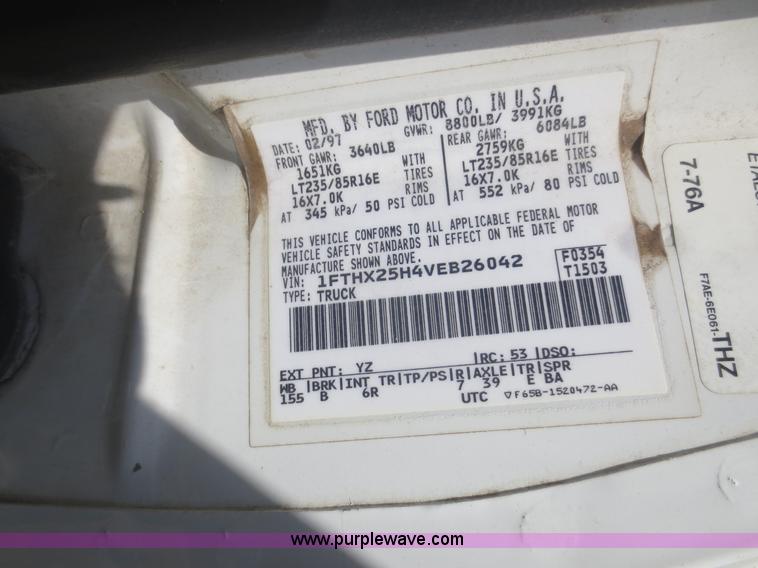 MFD. BY FORD MOTOR CO. IN U.S.A.
DATE: 02/97 GVWR: 8800LB/ 3991KG
FRONT GAWR: 3640LB REAR GAWR: 6084LB
1651KG WITH 2759KG WITH
LT235/85R16E TIRES LT235/85R16E TIRES
16X7.0K RIMS 16X7.0K RIMS
AT 345 kPa/ 50 PSI COLD AT 552 kPa/ 80 PSI COLD
THIS VEHICLE CONFORMS TO ALL APPLICABLE FEDERAL MOTOR
VEHICLE SAFETY STANDARDS IN EFFECT ON THE DATE OF
MANUFACTURE SHOWN ABOVE.
VIN: 1FTHX25H4VEB26042 F0354
TYPE: TRUCK T1503
EXT PNT: YZ RC: 53 DSO:
WB BRK INT TR TP/PS R AXLE TR SPR
155 B 6R 7 39 E BA
UTC ▽F65B-1520472-AA
7-76A
F7AE-6E061-THZ
www.purplewave.com